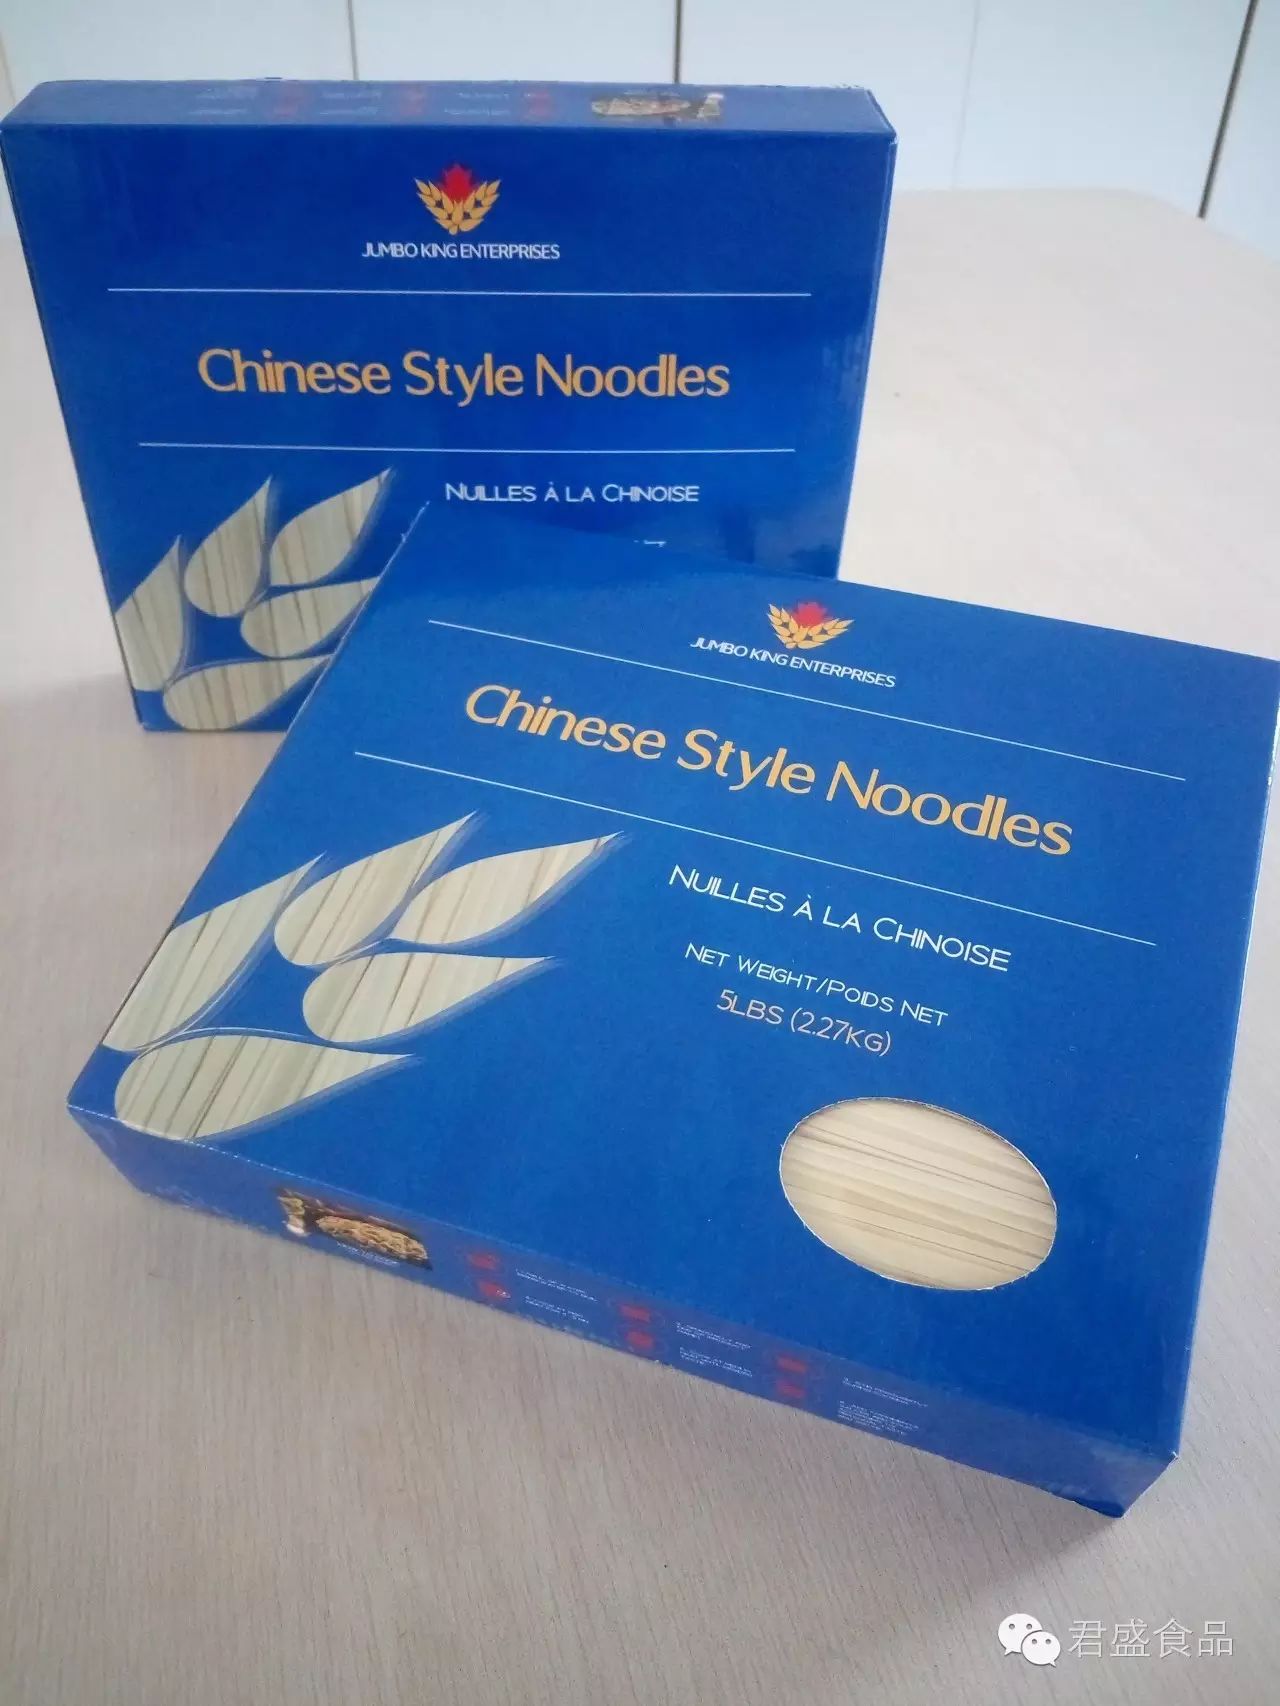 JUMBO KING ENTERPRISES
Chinese Style Noodles
NUILLES À LA CHINOISE
JUMBO KING ENTERPRISES
Chinese Style Noodles
NUILLES À LA CHINOISE
NET WEIGHT/POIDS NET
5LBS (2.27KG)
君盛食品